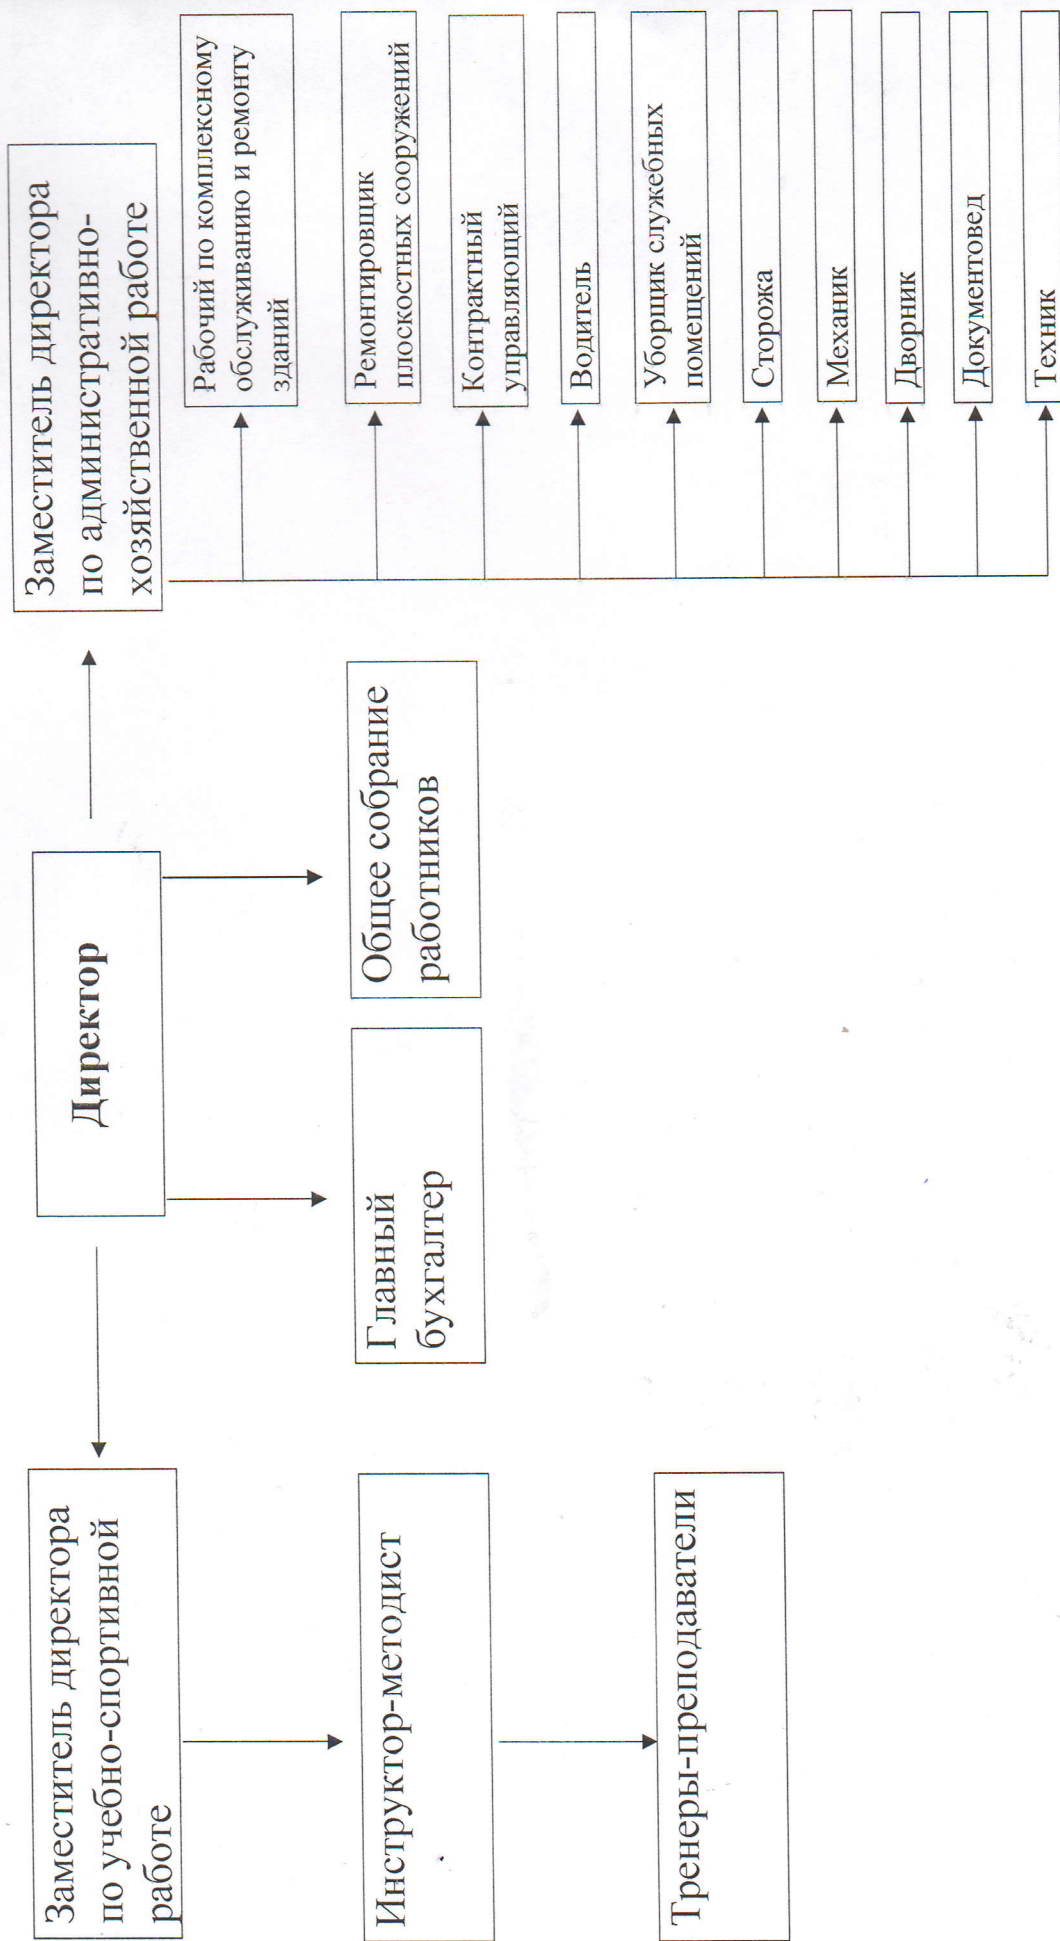 Директор
Заместитель директора
по учебно-спортивной
работе
Заместитель директора
по административно-
хозяйственной работе
Инструктор-методист
Тренеры-преподаватели
Главный
бухгалтер
Общее собрание
работников
Рабочий по комплексному
обслуживанию и ремонту
зданий
Ремонтировщик
плоскостных сооружений
Контрактный
управляющий
Водитель
Уборщик служебных
помещений
Сторожа
Механик
Дворник
Документовед
Техник